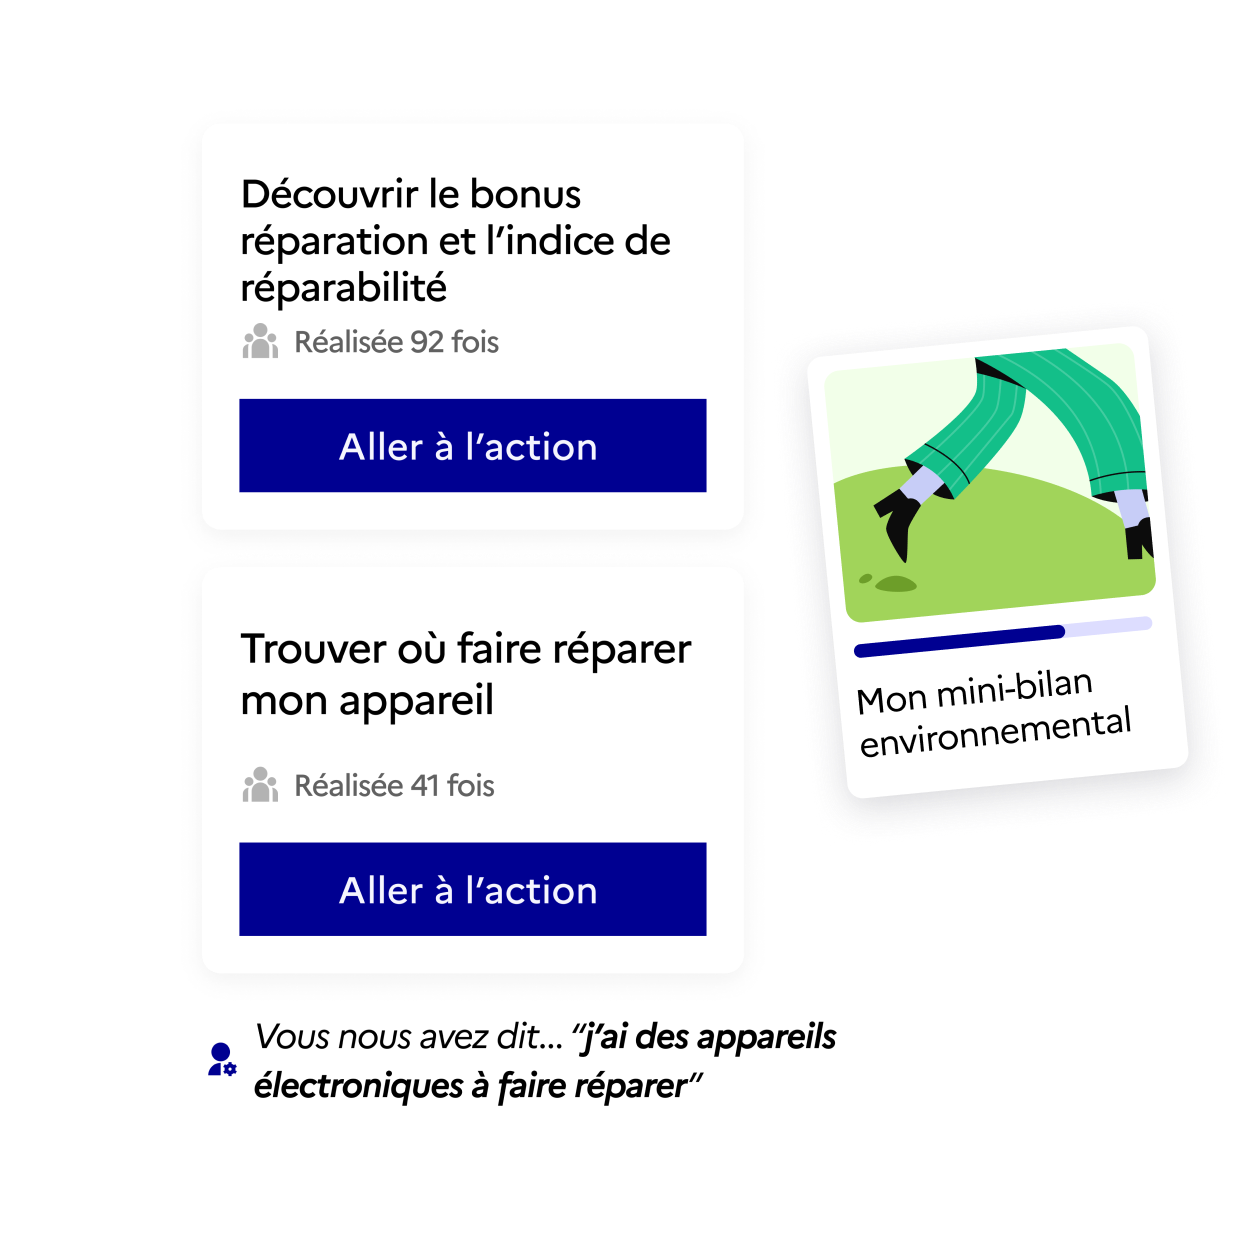 Découvrir le bonus
réparation et l’indice de
réparabilité
Réalisée 92 fois
Aller à l’action
Trouver où faire réparer
mon appareil
Réalisée 41 fois
Aller à l’action
Mon mini-bilan
environnemental
Vous nous avez dit... “j’ai des appareils
électroniques à faire réparer”